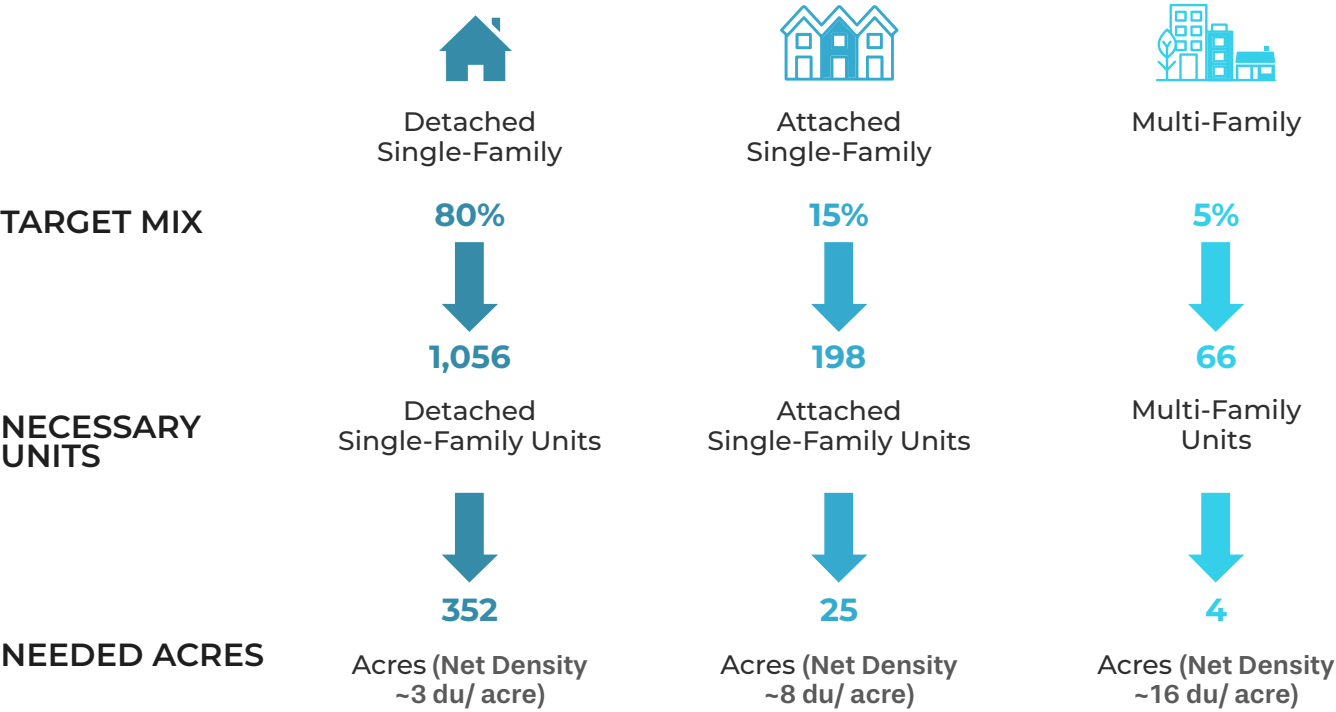 Detached
Single-Family
Attached
Single-Family
Multi-Family
TARGET MIX
80%
15%
5%
1,056
198
66
NECESSARY
UNITS
Detached
Single-Family Units
Attached
Single-Family Units
Multi-Family
Units
352
25
4
NEEDED ACRES
Acres (Net Density
~3 du/ acre)
Acres (Net Density
~8 du/ acre)
Acres (Net Density
~16 du/ acre)